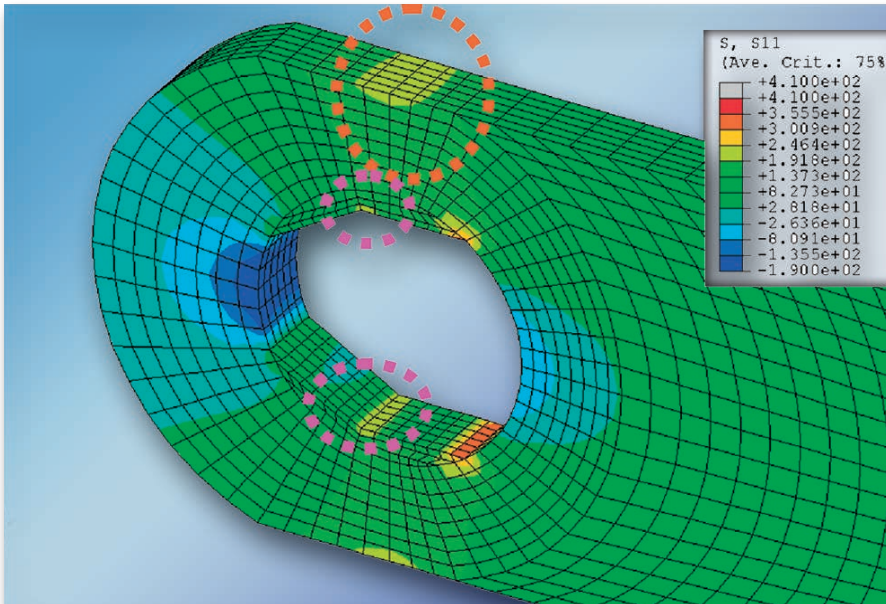 S, S11
(Ave. Crit.: 75%
+4.100e+02
+4.100e+02
+3.555e+02
+3.009e+02
+2.464e+02
+1.918e+02
+1.373e+02
+8.273e+01
+2.818e+01
-2.636e+01
-8.091e+01
-1.355e+02
-1.900e+02